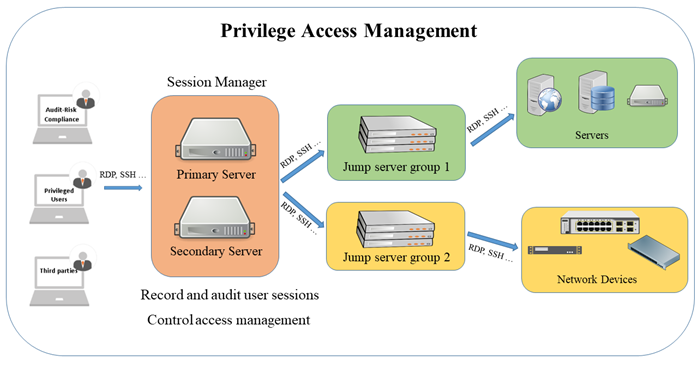 Privilege Access Management
Audit-Risk
Compliance
Privileged
Users
Third parties
RDP, SSH ...
Session Manager
Primary Server
Secondary Server
Record and audit user sessions
Control access management
RDP, SSH ...
RDP, SSH ...
Jump server group 1
Jump server group 2
RDP, SSH ...
RDP, SSH ...
Servers
Network Devices